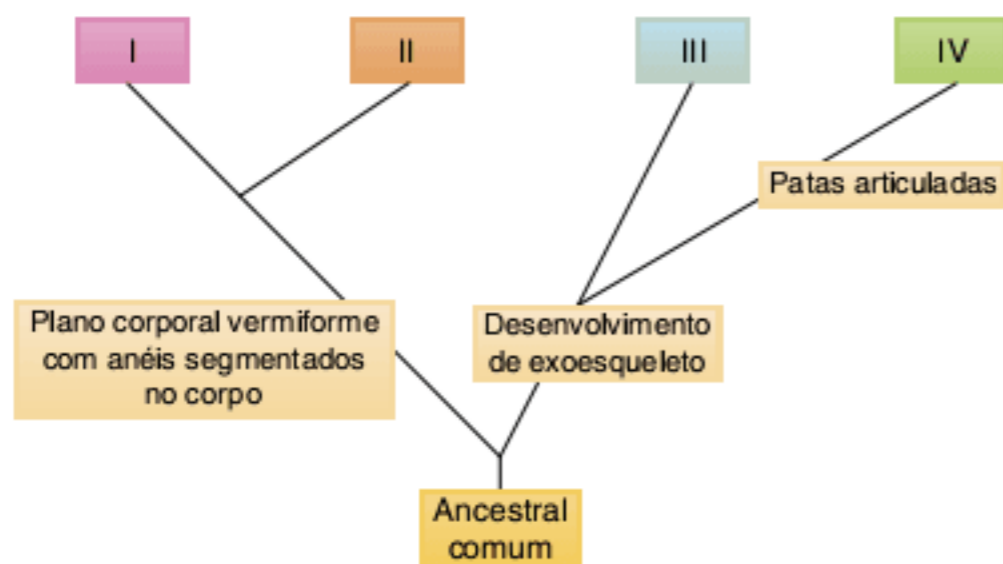 I
II
III
IV
Patas articuladas
Plano corporal vermiforme
com anéis segmentados
no corpo
Desenvolvimento
de exoesqueleto
Ancestral
comum